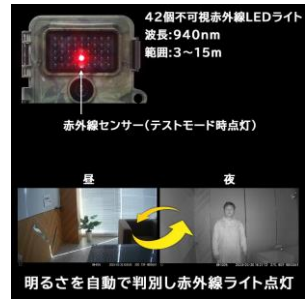 42個不可視赤外線LEDライト
波長:940nm
範囲:3〜15m
赤外線センサー(テストモード時点灯)
昼
夜
明るさを自動で判別し赤外線ライト点灯